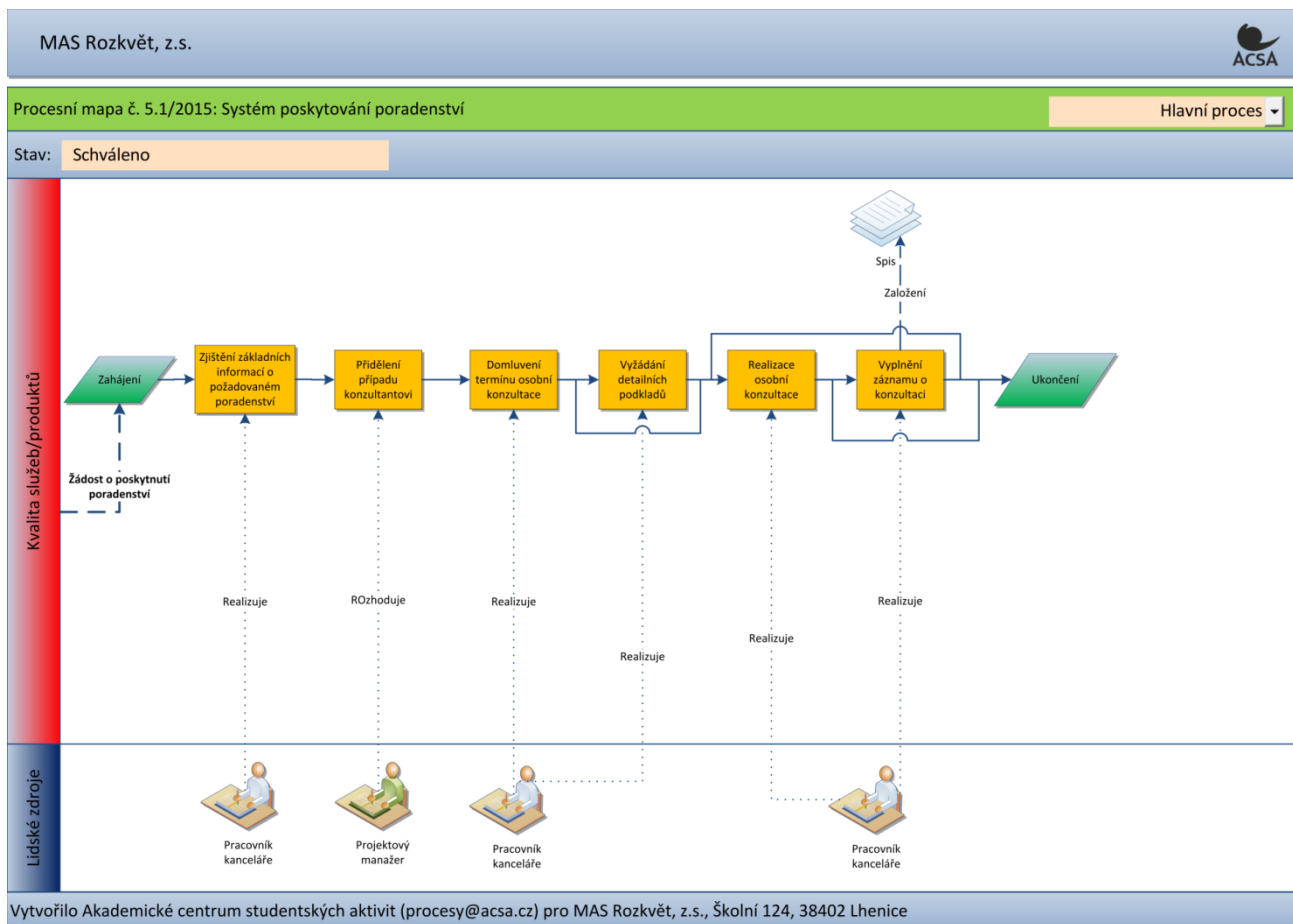 MAS Rozkvět, z.s.
ACSA
Procesní mapa č. 5.1/2015: Systém poskytování poradenství
Hlavní proces
Stav:
Schváleno
Kvalita služeb/produktů
Spis
Založení
Zahájení
Zjištění základních
informací o
požadovaném
poradenství
Přidělení
případu
konzultantovi
Domluvení
termínu osobní
konzultace
Vyžádání
detailních
podkladů
Realizace
osobní
konzultace
Vyplnění
záznamu o
konzultaci
Ukončení
Žádost o poskytnutí
poradenství
Realizuje
ROzhoduje
Realizuje
Realizuje
Realizuje
Realizuje
Lidské zdroje
Pracovník
kanceláře
Projektový
manažer
Pracovník
kanceláře
Pracovník
kanceláře
Vytvořilo Akademické centrum studentských aktivit (procesy@acsa.cz) pro MAS Rozkvět, z.s., Školní 124, 38402 Lhenice